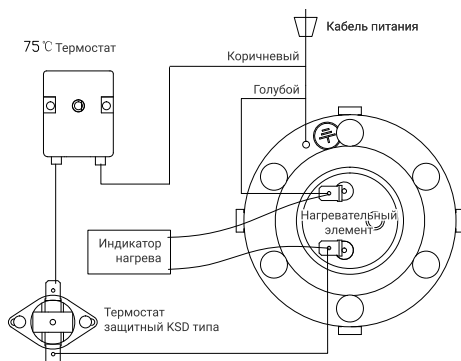 Кабель питания
75℃ Термостат
Коричневый
Голубой
Нагревательный
элемент
Индикатор
нагрева
Термостат
защитный KSD типа